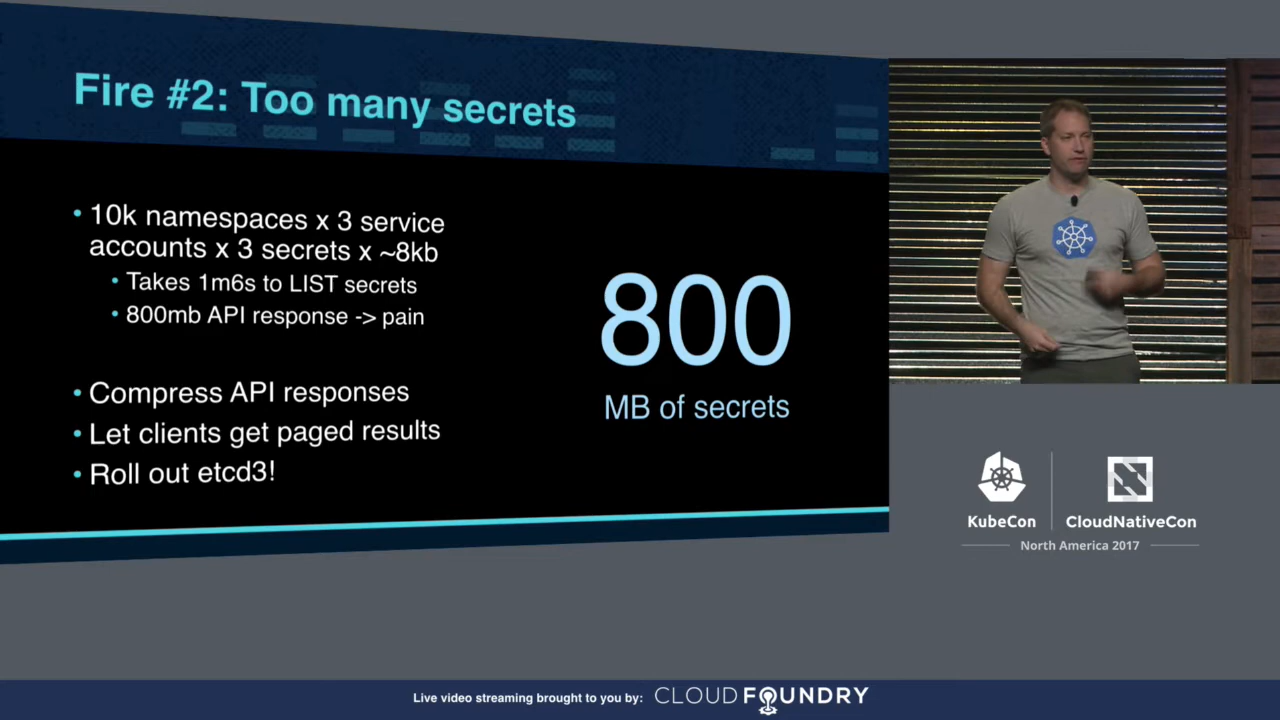 Fire #2: Too many secrets
• 10k namespaces x 3 service
accounts x 3 secrets x ~8kb
• Takes 1m6s to LIST secrets
• 800mb API response -> pain
• Compress API responses
• Let clients get paged results
• Roll out etcd3!
800
MB of secrets
KubeCon
CloudNativeCon
North America 2017
Live video streaming brought to you by: CLOUD FOUNDRY